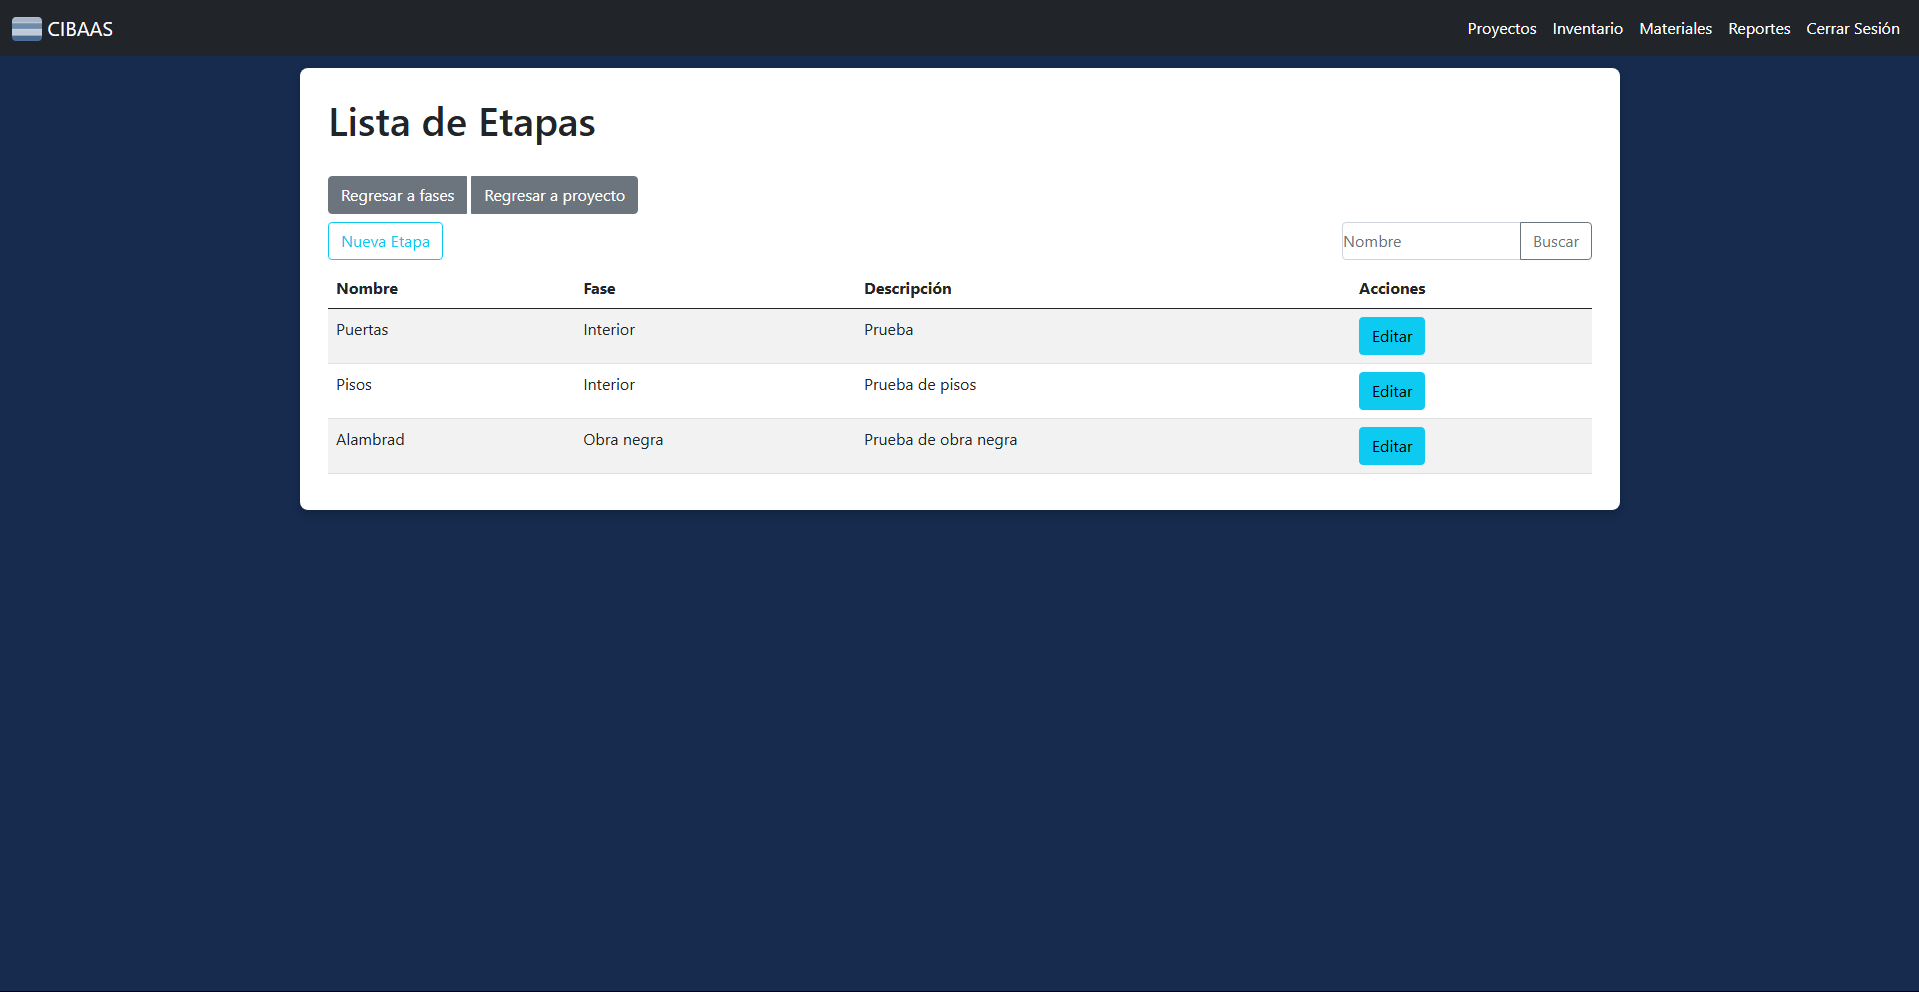 CIBAAS Proyectos Inventario Materiales Reportes Cerrar Sesión
Lista de Etapas
Regresar a fases Regresar a proyecto
Nueva Etapa Nombre Buscar
Nombre Fase Descripción Acciones
Puertas Interior Prueba Editar
Pisos Interior Prueba de pisos Editar
Alambrad Obra negra Prueba de obra negra Editar